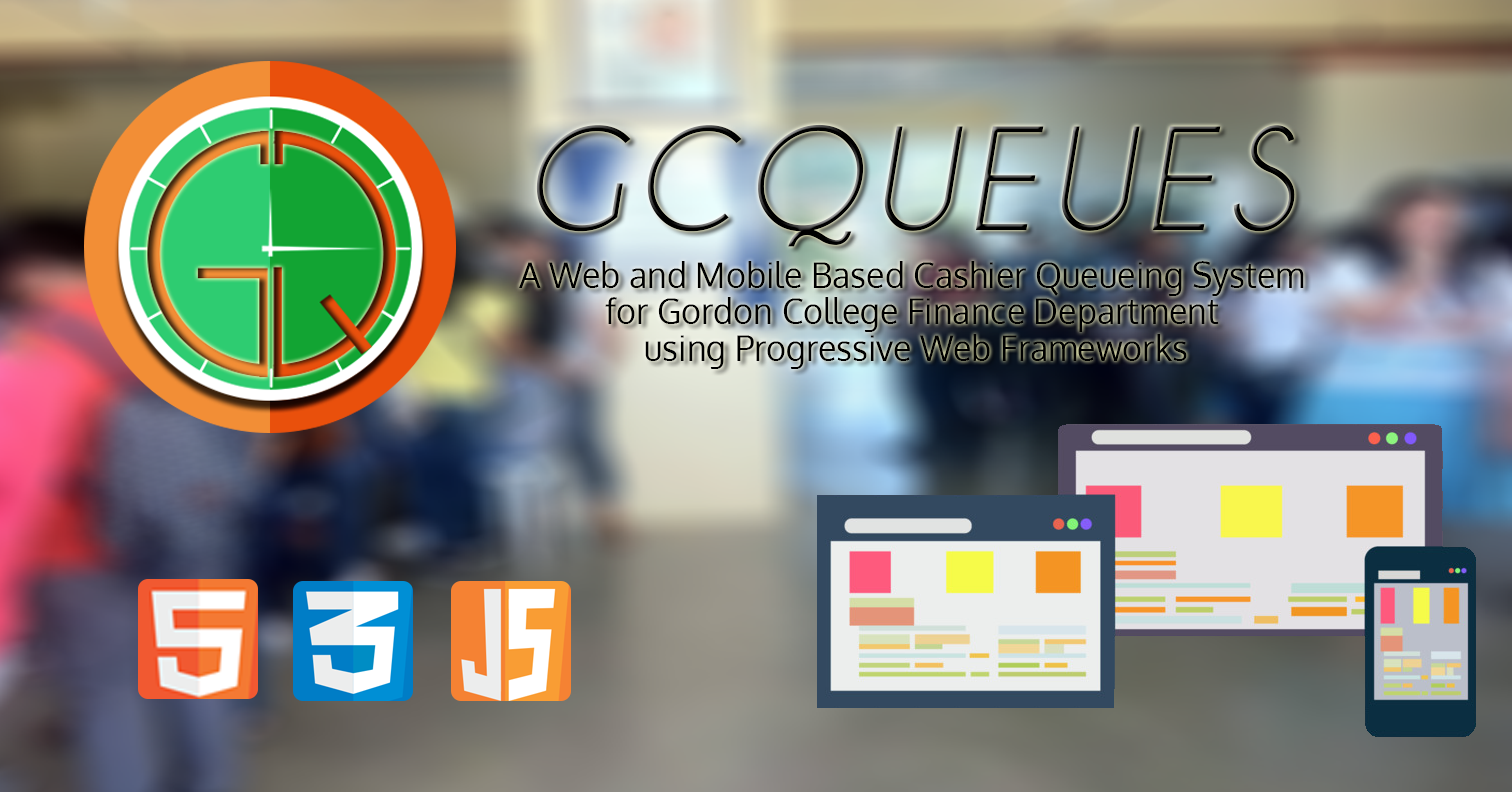 GCQUEUES
A Web and Mobile Based Cashier Queueing System
for Gordon College Finance Department
using Progressive Web Frameworks
GQ
5
3
JS